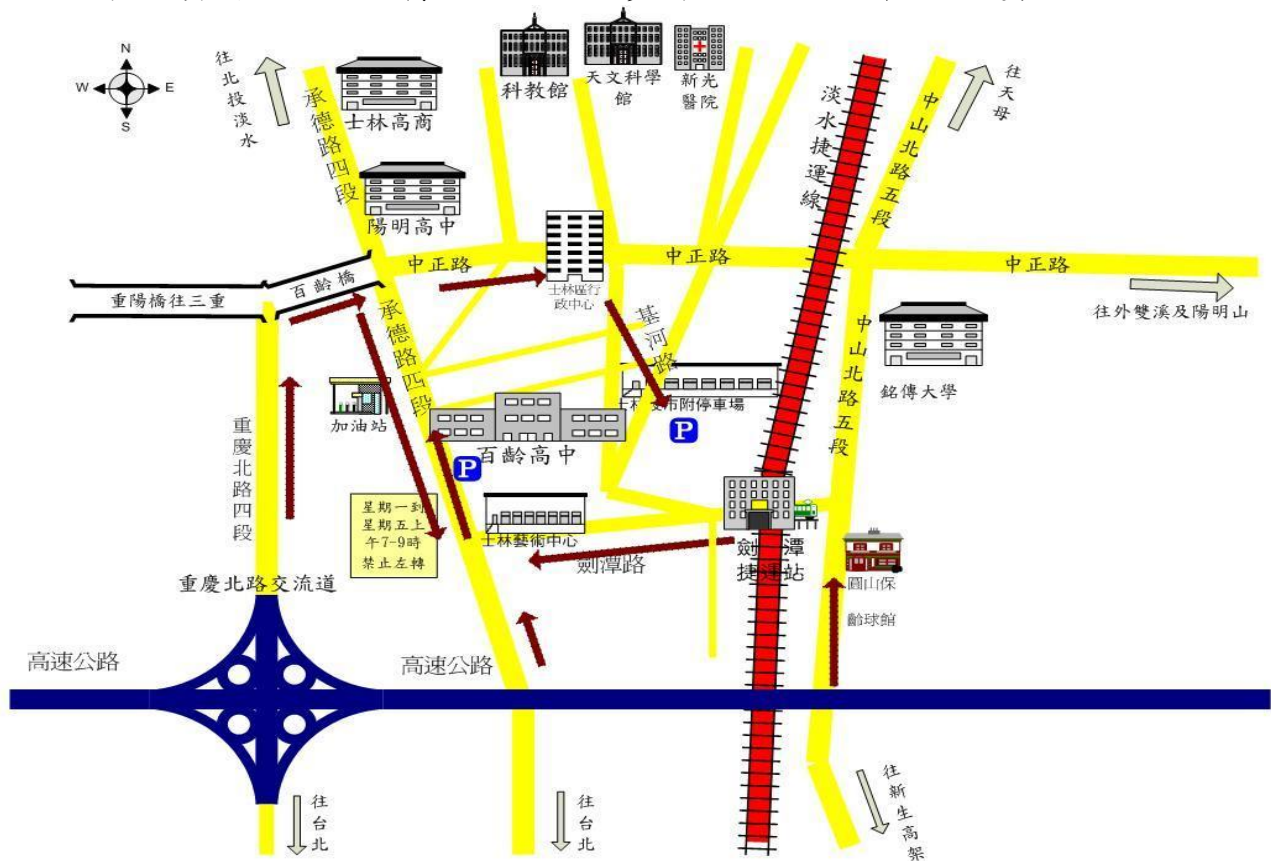 N
W
E
S
往北投淡水
承德路四段
士林高商
陽明高中
科教館
天文科學
館
新光
醫院
淡水捷運線
中山北路五段
往天母
中正路
中正路
中正路
往外雙溪及陽明山
重陽橋往三重
百齡橋
士林區行
政中心
承德路四段
基河路
中山北路五段
銘傳大學
重慶北路四段
加油站
百齡高中
P
士林
市附停車場
P
星期一到
星期五上
午7-9時
禁止左轉
士林藝術中心
劍潭路
劍潭
捷運站
圓山保
齡球館
重慶北路交流道
高速公路
高速公路
往台北
往台北
往新生高架